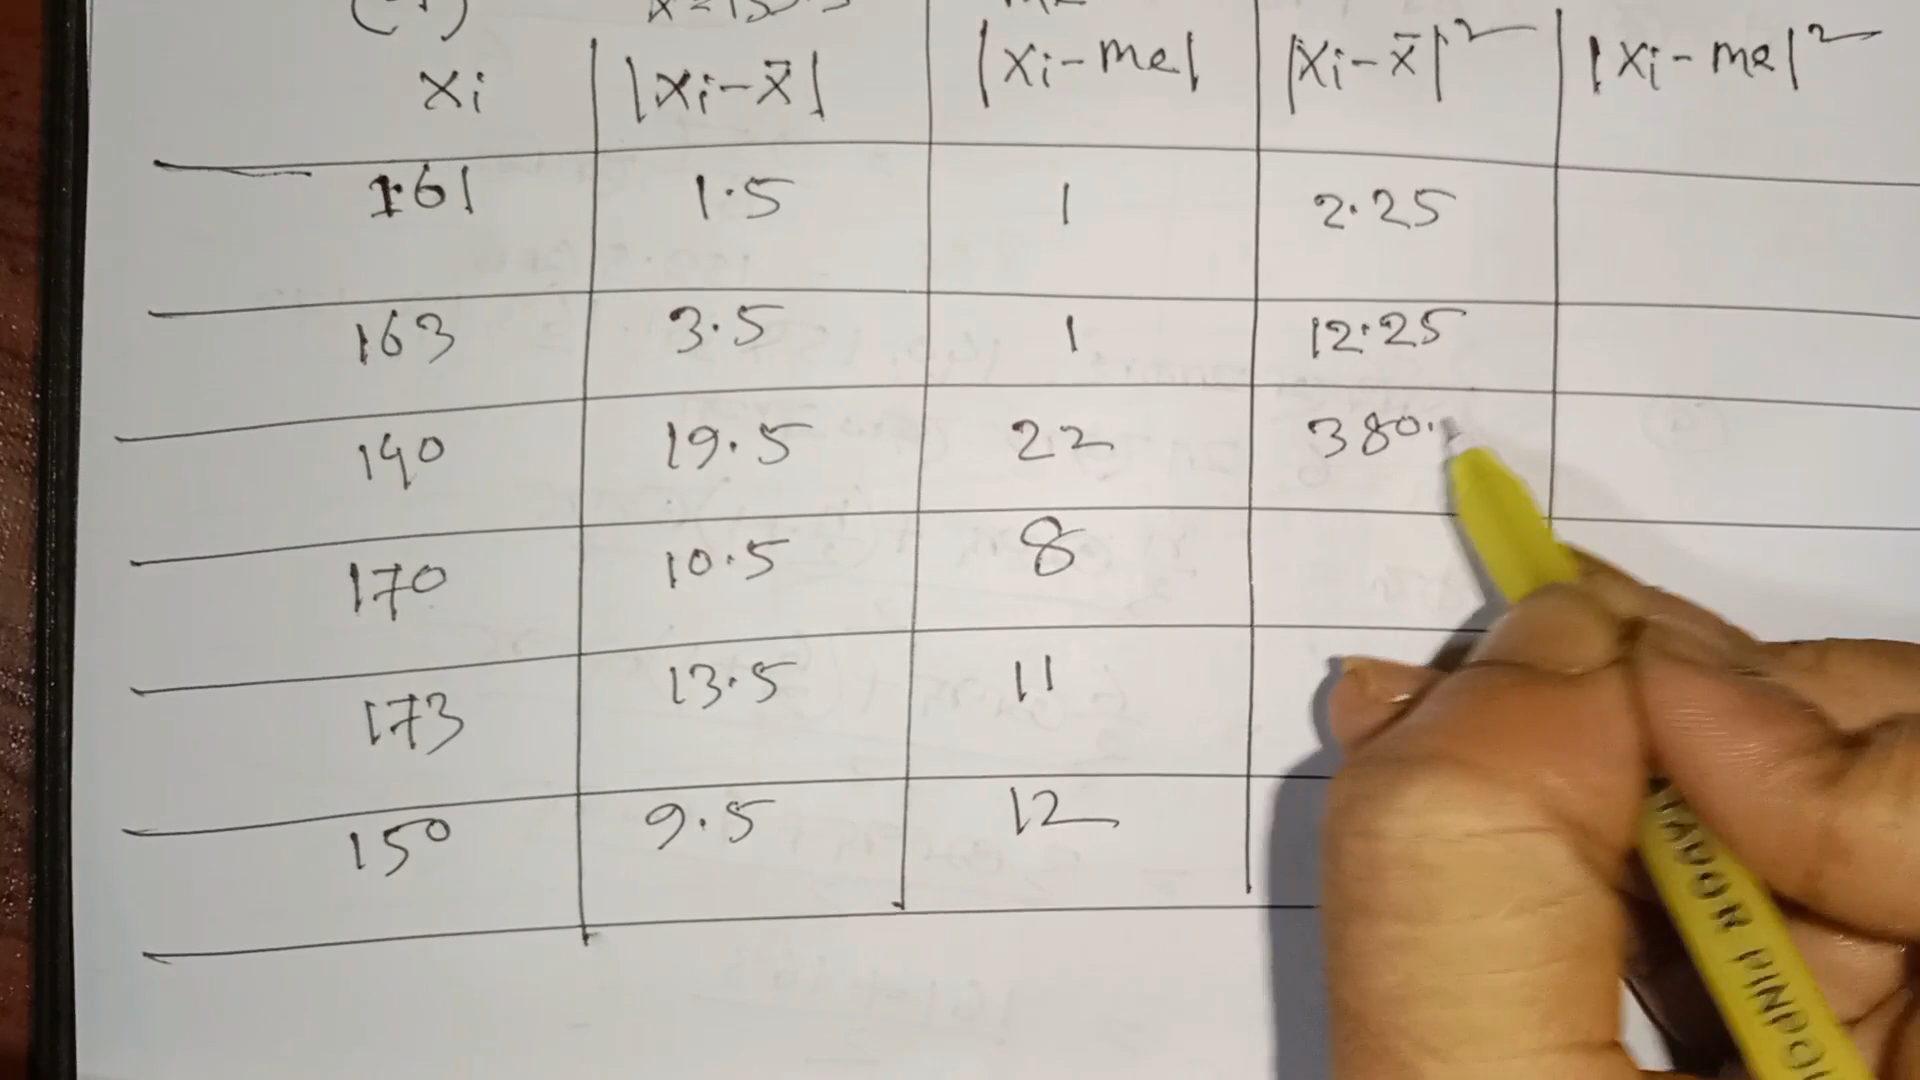 xi |xi-x̄| |xi-me| |xi-x̄|² |xi-me|²
161 1.5 1 2.25
163 3.5 1 12.25
140 19.5 22 380.
170 10.5 8
173 13.5 11
150 9.5 12